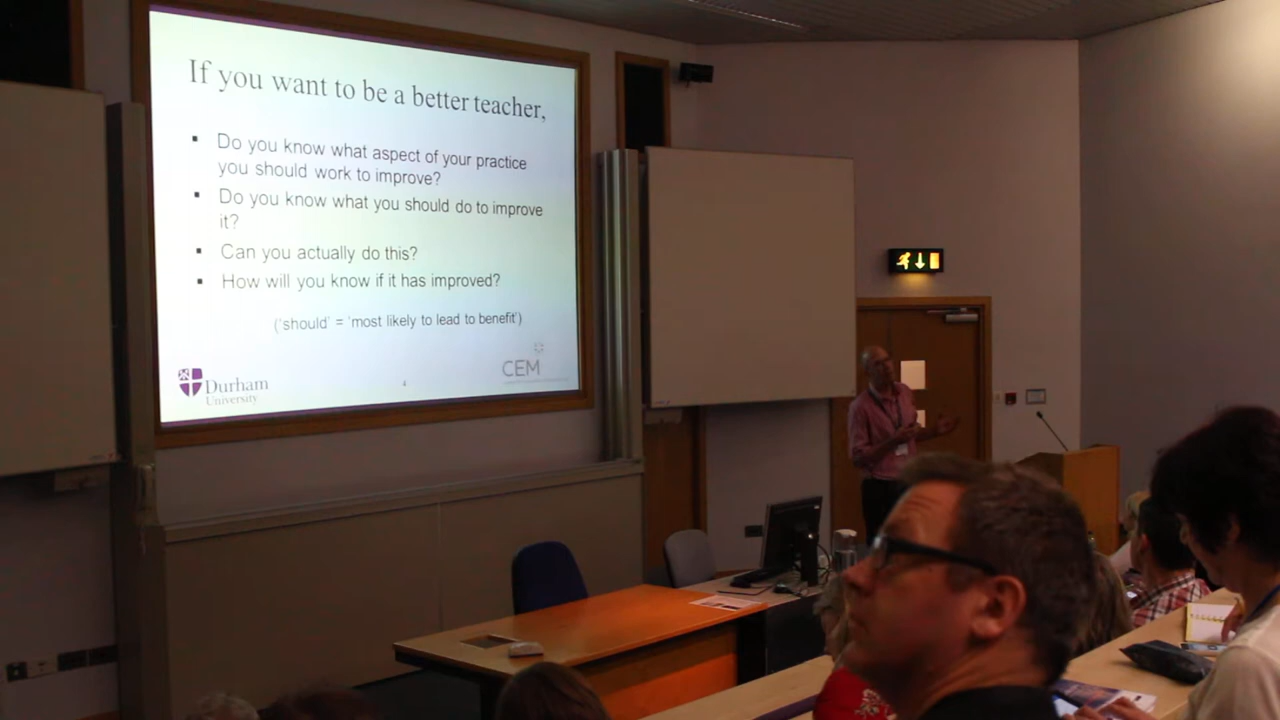 If you want to be a better teacher,
▪ Do you know what aspect of your practice
you should work to improve?
▪ Do you know what you should do to improve
it?
▪ Can you actually do this?
▪ How will you know if it has improved?
('should' = 'most likely to lead to benefit')
Durham
University
4
CEM